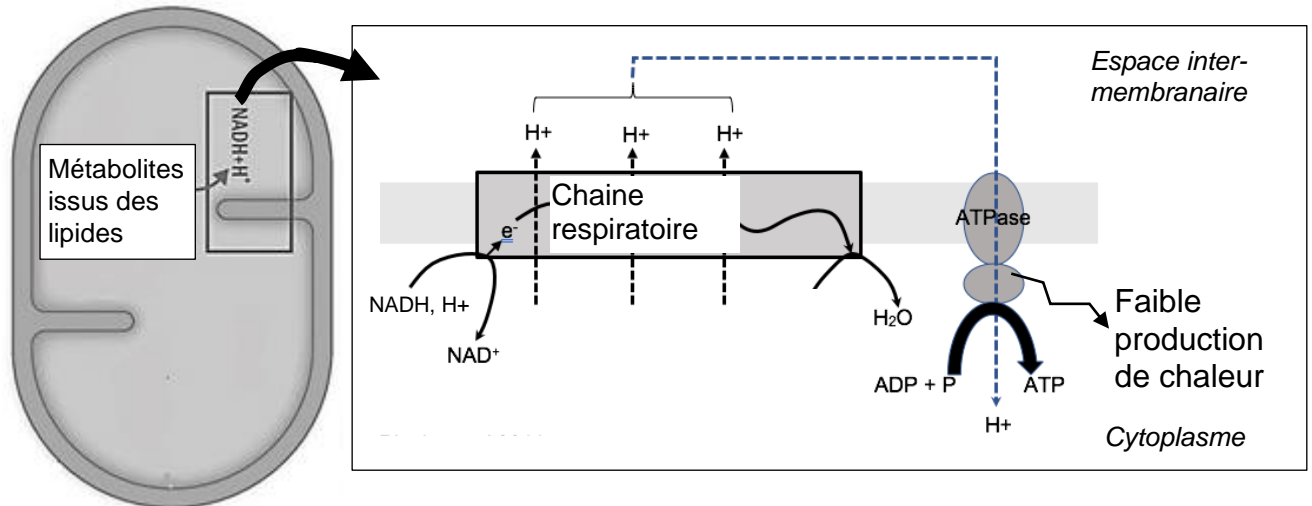 NADH+H⁺
Métabolites
issus des
lipides
Espace inter-
membranaire
H+ H+ H+
Chaine
respiratoire
ATPase
e⁻
NADH, H+
NAD⁺
H₂O
ADP + P
ATP
H+
Faible
production
de chaleur
Cytoplasme